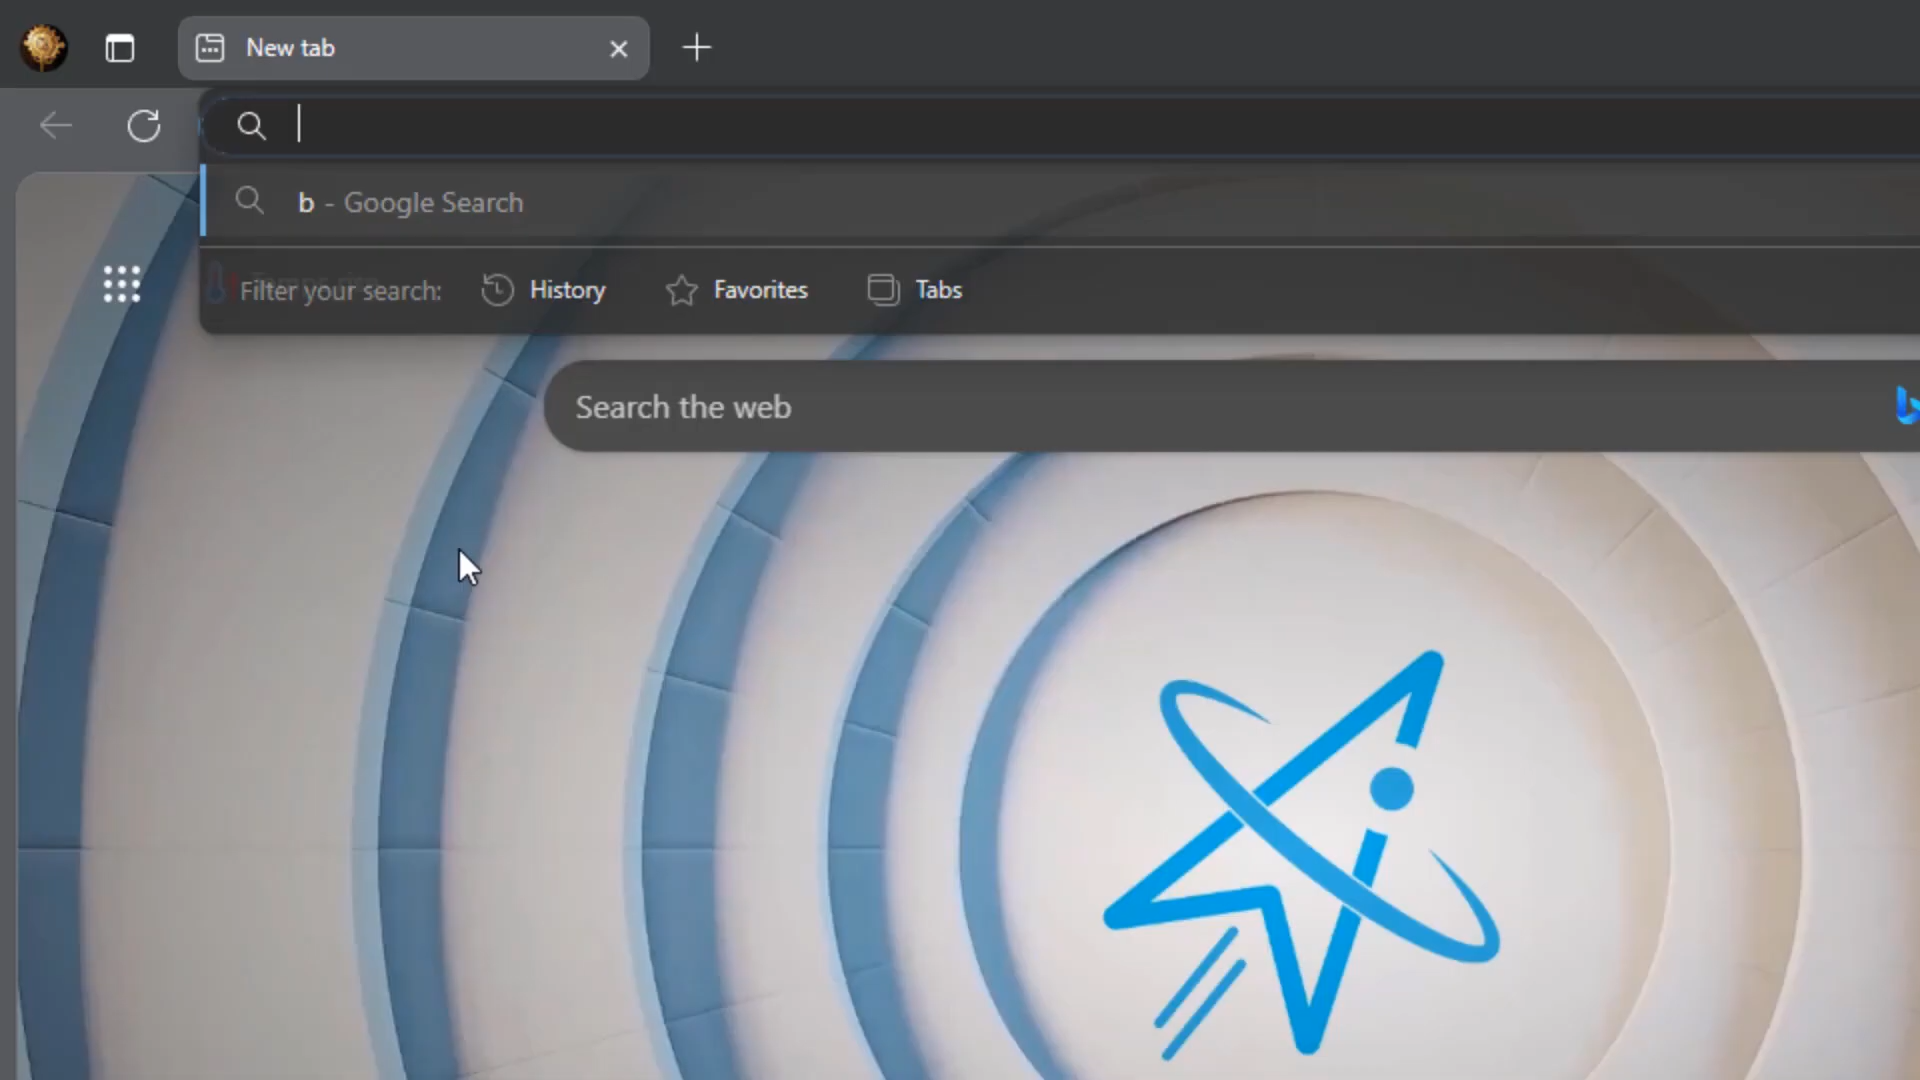 New tab
b - Google Search
Filter your search: History Favorites Tabs
Search the web